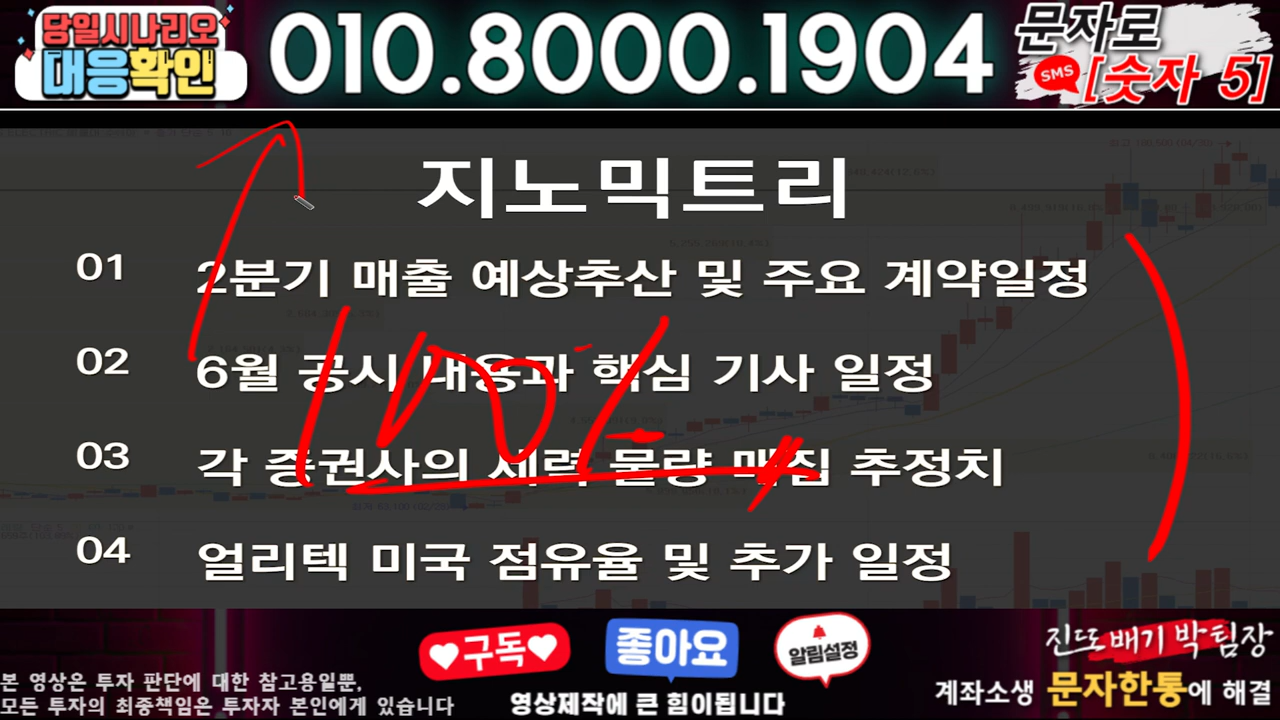 당일시나리오
대응확인
010.8000.1904
문자로
SMS
[숫자 5]
지노믹트리
01 2분기 매출 예상추산 및 주요 계약일정
02 6월 공시 내용과 핵심 기사 일정
03 각 증권사의 세력 물량 매집 추정치
04 얼리텍 미국 점유율 및 추가 일정
100%
구독
좋아요
알림설정
영상제작에 큰 힘이됩니다
본 영상은 투자 판단에 대한 참고용일뿐,
모든 투자의 최종책임은 투자자 본인에게 있습니다
진또배기 박팀장
계좌소생 문자한통에 해결